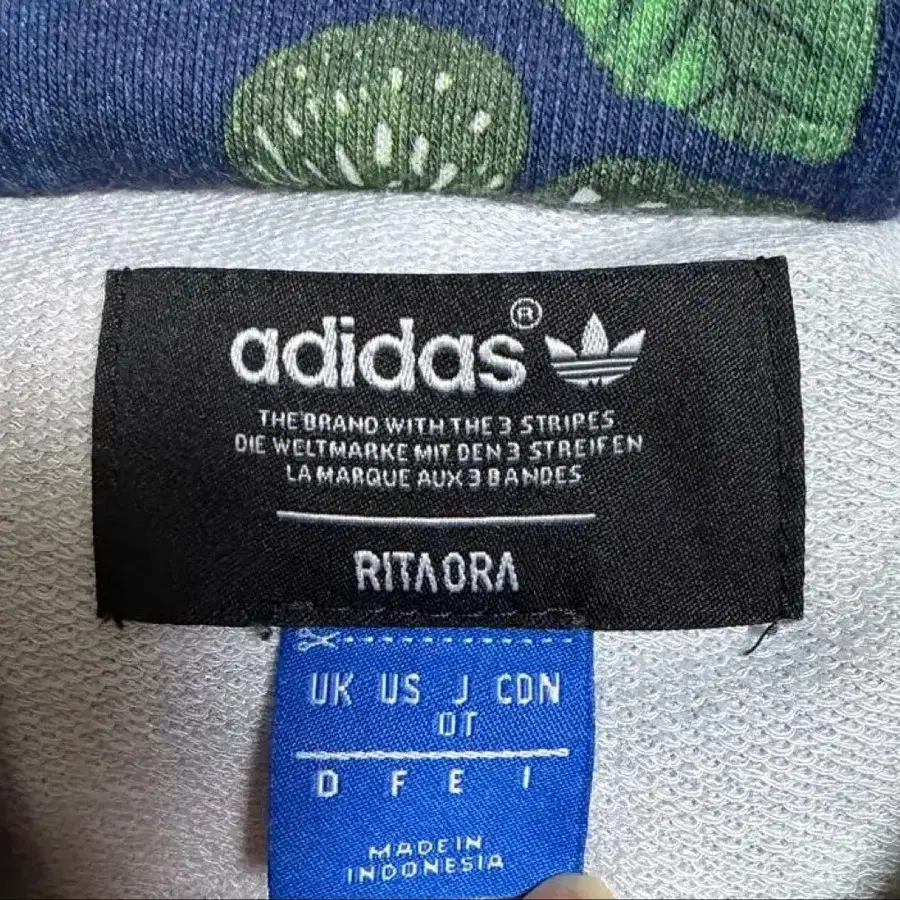 adidas®
THE BRAND WITH THE 3 STRIPES
DIE WELTMARKE MIT DEN 3 STREIFEN
LA MARQUE AUX 3 BANDES
RITA ORA
UK US J CDN
OT
D F E I
MADE IN
INDONESIA